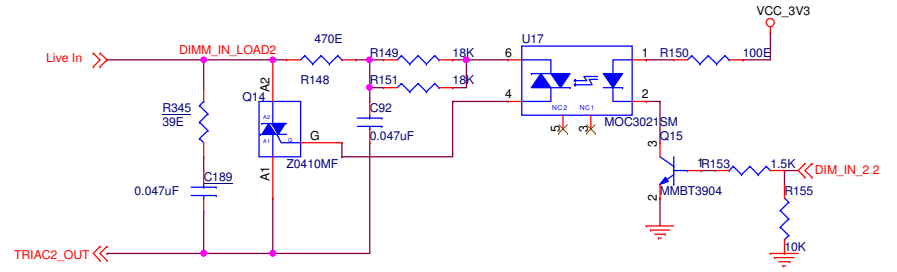 VCC_3V3
Live In
DIMM_IN_LOAD2
470E
R148
R149
18K
R151
18K
6
U17
1
R150
100E
4
2
NC2
NC1
MOC3021SM
5
3
Q14
A2
A2
A1
G
G
Z0410MF
A1
C92
0.047uF
R345
39E
0.047uF
C189
Q15
3
1
R153
1.5K
DIM_IN_2 2
MMBT3904
2
R155
10K
TRIAC2_OUT